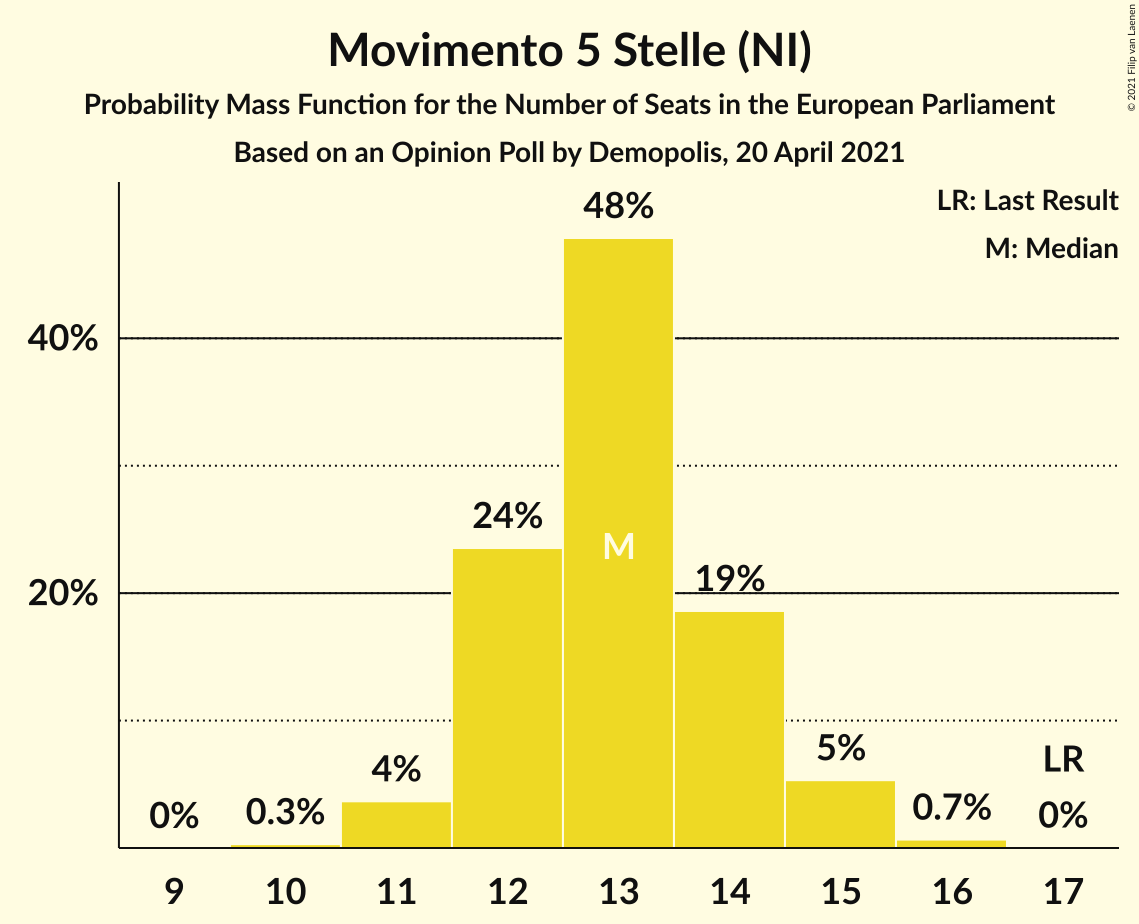 Movimento 5 Stelle (NI)
Probability Mass Function for the Number of Seats in the European Parliament
Based on an Opinion Poll by Demopolis, 20 April 2021
© 2021 Filip van Laenen
LR: Last Result
M: Median
40%
20%
0%
0.3%
4%
24%
48%
M
19%
5%
0.7%
LR
0%
9 10 11 12 13 14 15 16 17